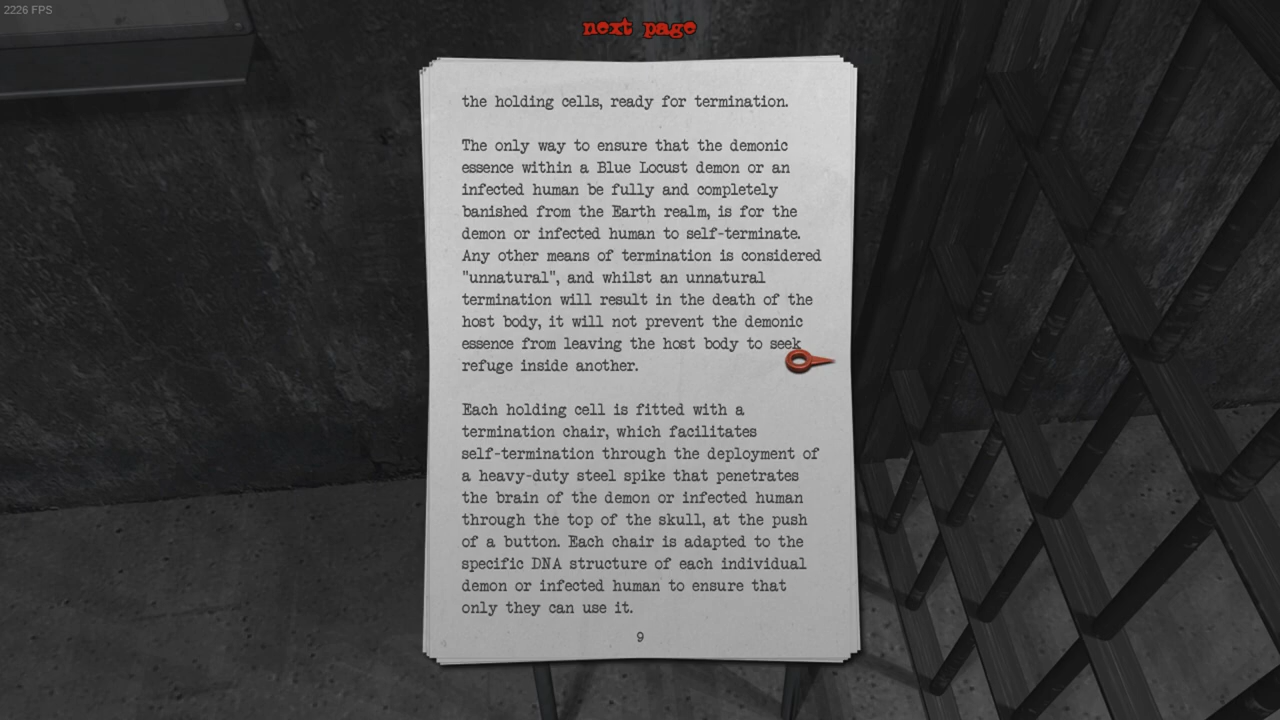 2226 FPS
next page
the holding cells, ready for termination.
The only way to ensure that the demonic
essence within a Blue Locust demon or an
infected human be fully and completely
banished from the Earth realm, is for the
demon or infected human to self-terminate.
Any other means of termination is considered
"unnatural", and whilst an unnatural
termination will result in the death of the
host body, it will not prevent the demonic
essence from leaving the host body to seek
refuge inside another.
Each holding cell is fitted with a
termination chair, which facilitates
self-termination through the deployment of
a heavy-duty steel spike that penetrates
the brain of the demon or infected human
through the top of the skull, at the push
of a button. Each chair is adapted to the
specific DNA structure of each individual
demon or infected human to ensure that
only they can use it.
9